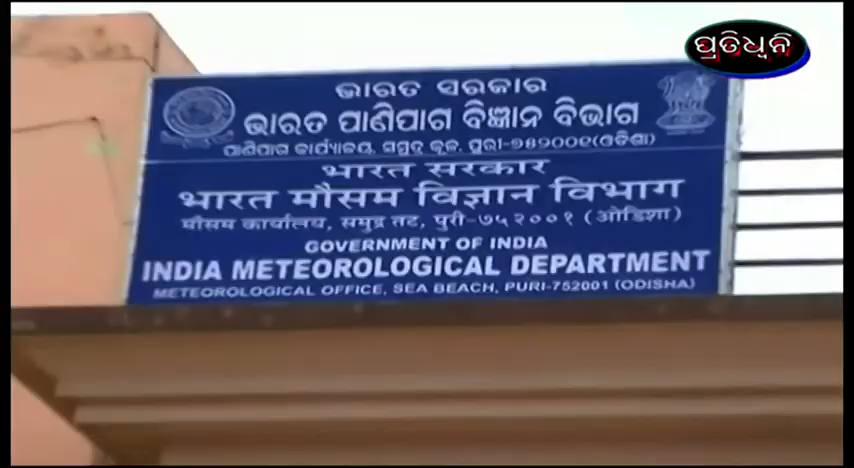 ପ୍ରତିଧ୍ୱନି
ଭାରତ ସରକାର
ଭାରତ ପାଣିପାଗ ବିଜ୍ଞାନ ବିଭାଗ
ପାଣିପାଗ କାର୍ଯ୍ୟାଳୟ, ସମୁଦ୍ର କୂଳ, ପୁରୀ-୭୫୨୦୦୧(ଓଡ଼ିଶା)
भारत सरकार
भारत मौसम विज्ञान विभाग
मौसम कार्यालय, समुद्र तट, पुरी-७५२००१ (ओडिशा)
GOVERNMENT OF INDIA
INDIA METEOROLOGICAL DEPARTMENT
METEOROLOGICAL OFFICE, SEA BEACH, PURI-752001 (ODISHA)